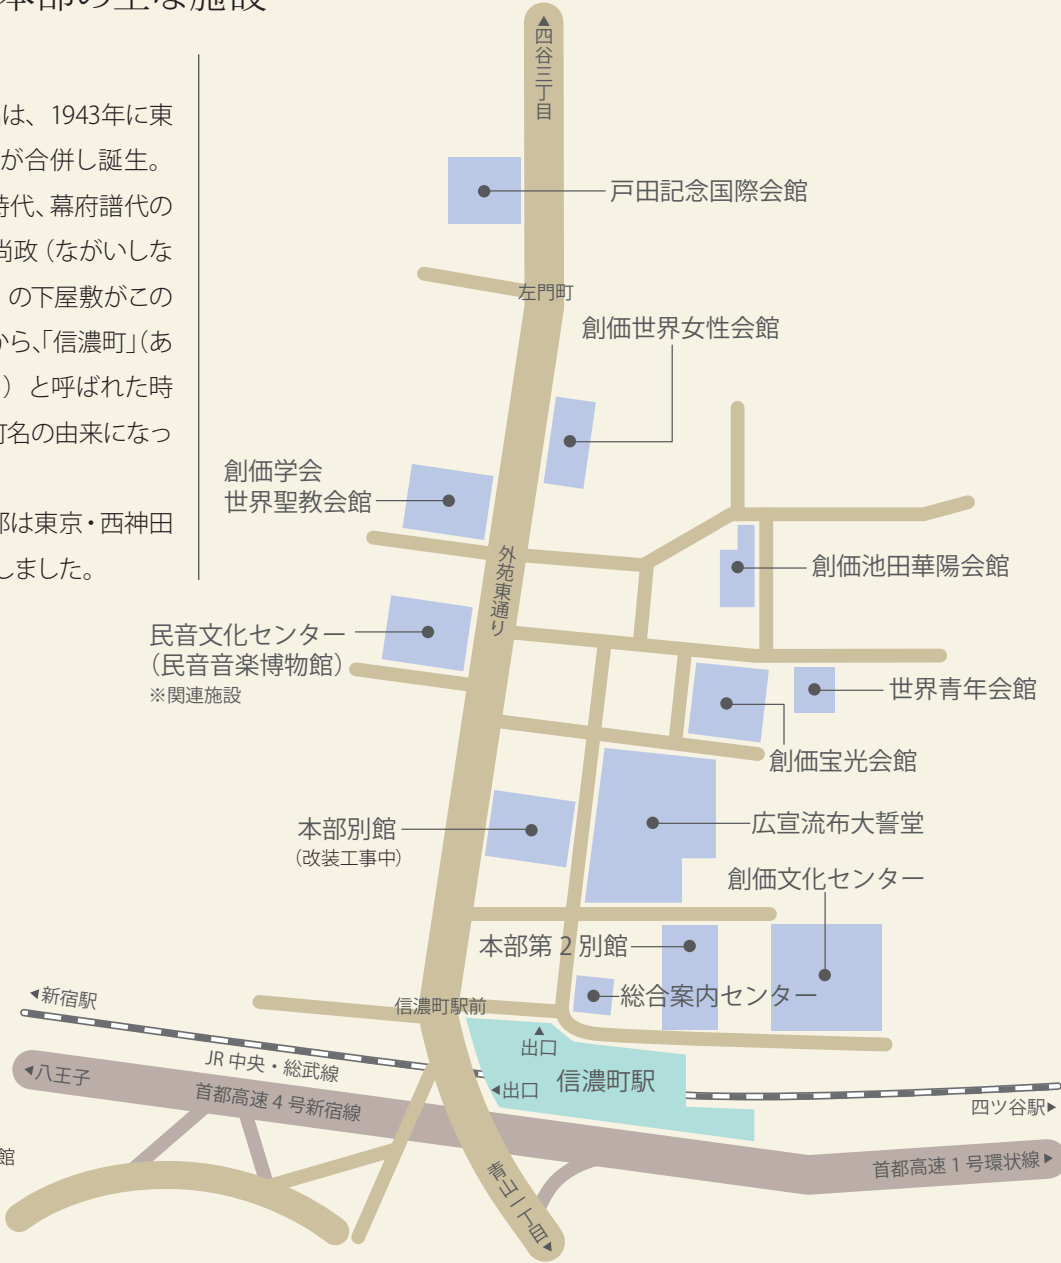 本部の主な施設
は、1943年に東
が合併し誕生。
時代、幕府譜代の
尚政（ながいしな
の下屋敷がこの
から、「信濃町」（あ
）と呼ばれた時
町名の由来になっ
部は東京・西神田
しました。
▲四谷三丁目
戸田記念国際会館
左門町
創価世界女性会館
創価学会
世界聖教会館
外苑東通り
創価池田華陽会館
民音文化センター
（民音音楽博物館）
※関連施設
世界青年会館
創価宝光会館
本部別館
（改装工事中）
広宣流布大誓堂
創価文化センター
本部第2別館
総合案内センター
◀新宿駅
信濃町駅前
▲
出口
JR 中央・総武線
◀八王子
◀出口
信濃町駅
首都高速4号新宿線
四ツ谷駅▶
館
首都高速1号環状線▶
青山一丁目▼